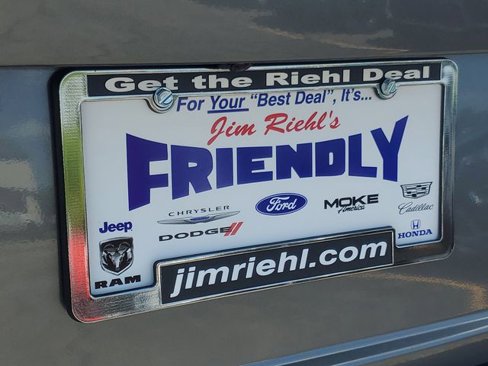 Get the Riehl Deal
For Your "Best Deal", It's...
Jim Riehl's
FRIENDLY
Jeep
CHRYSLER
Ford
MOKE
America
Cadillac
RAM
DODGE
HONDA
jimriehl.com